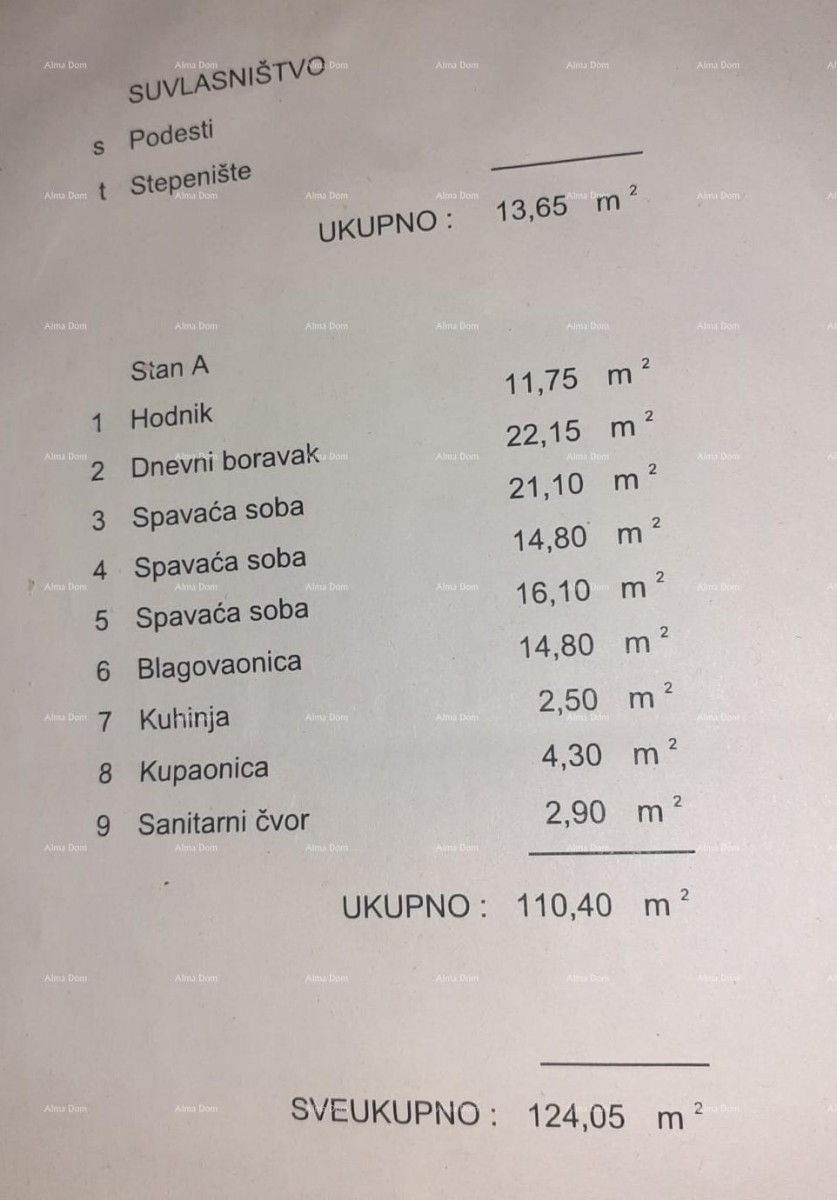 SUVLASNIŠTVO
s Podesti
t Stepenište
UKUPNO : 13,65 m²
Stan A
1 Hodnik 11,75 m²
2 Dnevni boravak 22,15 m²
3 Spavaća soba 21,10 m²
4 Spavaća soba 14,80 m²
5 Spavaća soba 16,10 m²
6 Blagovaonica 14,80 m²
7 Kuhinja 2,50 m²
8 Kupaonica 4,30 m²
9 Sanitarni čvor 2,90 m²
UKUPNO : 110,40 m²
SVEUKUPNO : 124,05 m²
Alma Dom